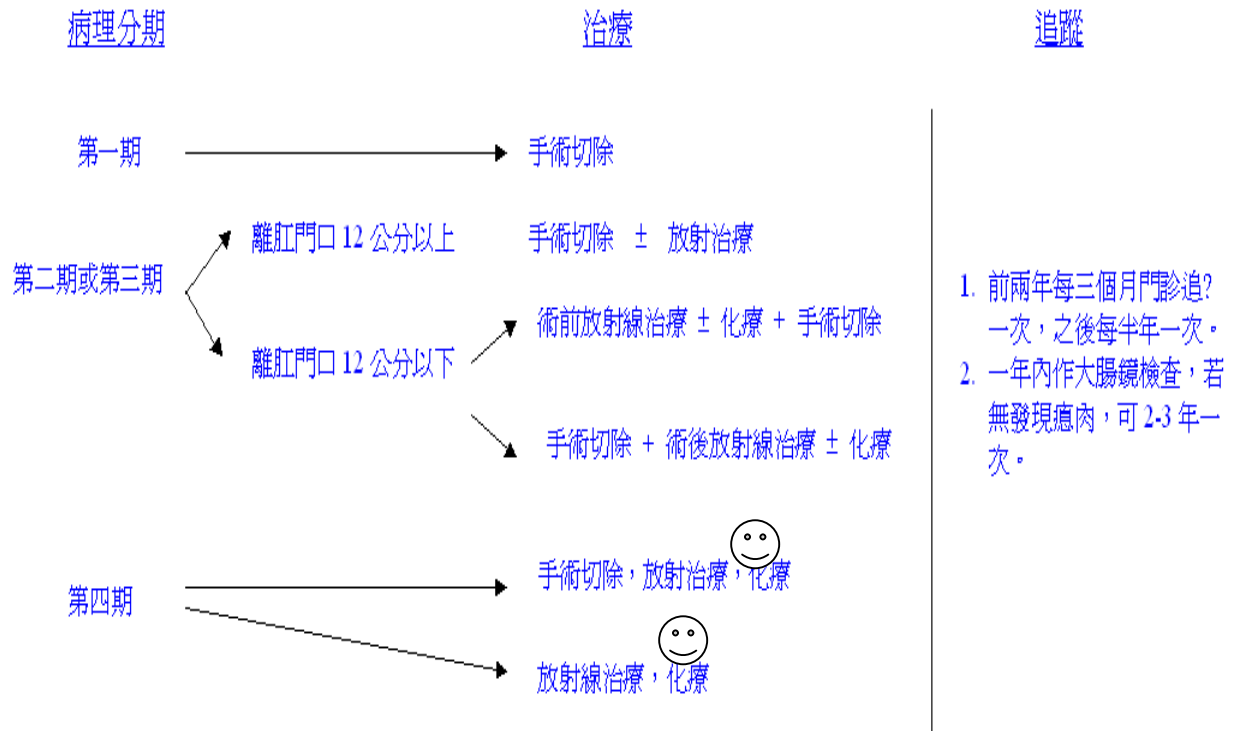 病理分期 治療 追蹤
第一期 手術切除
離肛門口 12 公分以上 手術切除 ± 放射治療
第二期或第三期
術前放射線治療 ± 化療 + 手術切除
離肛門口 12 公分以下
手術切除 + 術後放射線治療 ± 化療
手術切除，放射治療，化療
第四期
放射線治療，化療
1. 前兩年每三個月門診追?
一次，之後每半年一次。
2. 一年內作大腸鏡檢查，若
無發現瘜肉，可 2-3 年一
次。